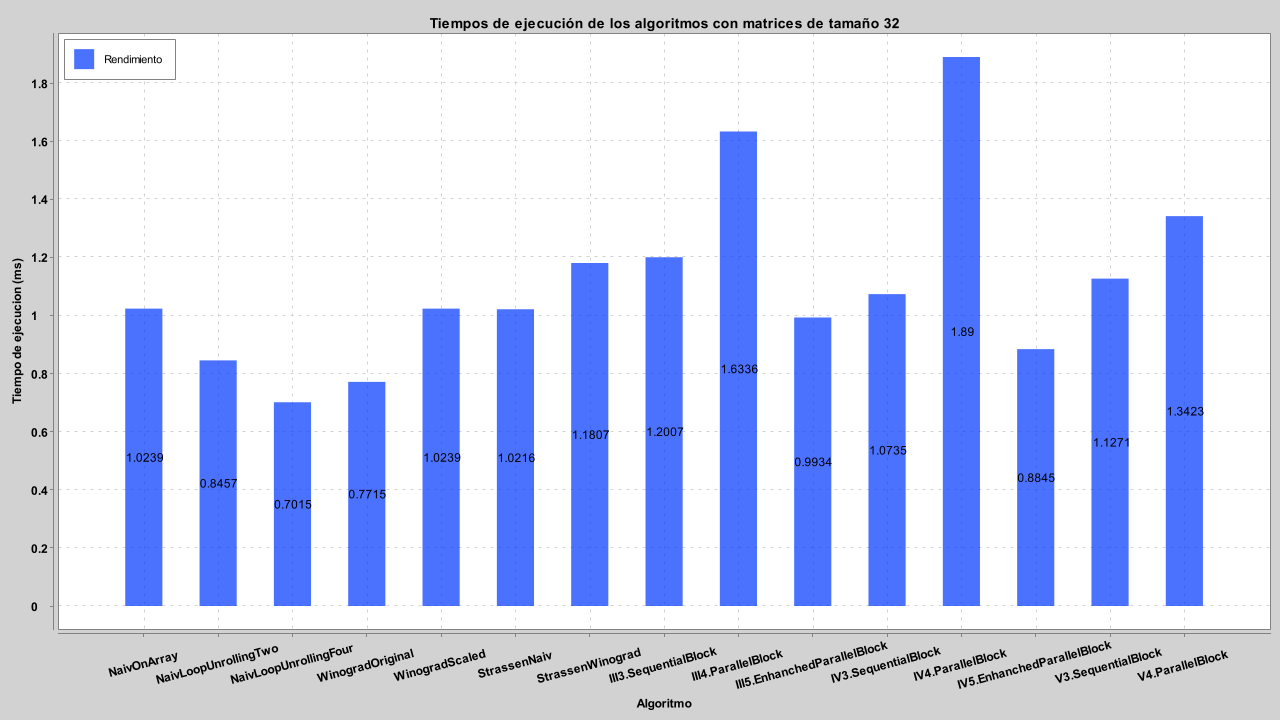 Tiempos de ejecución de los algoritmos con matrices de tamaño 32
Rendimiento
Tiempo de ejecucion (ms)
1.8
1.6
1.4
1.2
1
0.8
0.6
0.4
0.2
0
1.0239
0.8457
0.7015
0.7715
1.0239
1.0216
1.1807
1.2007
1.6336
0.9934
1.0735
1.89
0.8845
1.1271
1.3423
NaivOnArray
NaivLoopUnrollingTwo
NaivLoopUnrollingFour
WinogradOriginal
WinogradScaled
StrassenNaiv
StrassenWinograd
III3.SequentialBlock
III4.ParallelBlock
III5.EnhanchedParallelBlock
IV3.SequentialBlock
IV4.ParallelBlock
IV5.EnhanchedParallelBlock
V3.SequentialBlock
V4.ParallelBlock
Algoritmo